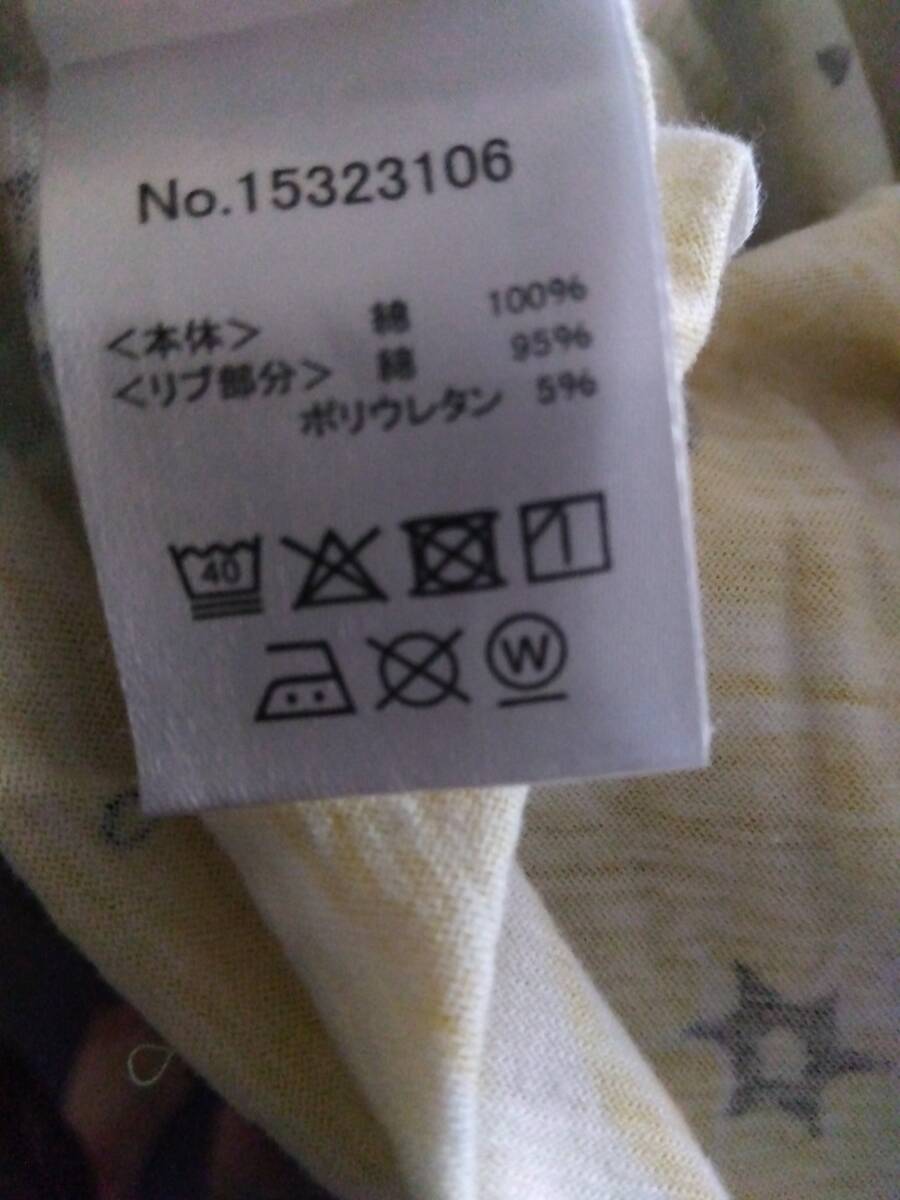 No.15323106
<本体> 綿 100%
<リブ部分> 綿 95%
ポリウレタン 5%
40
W